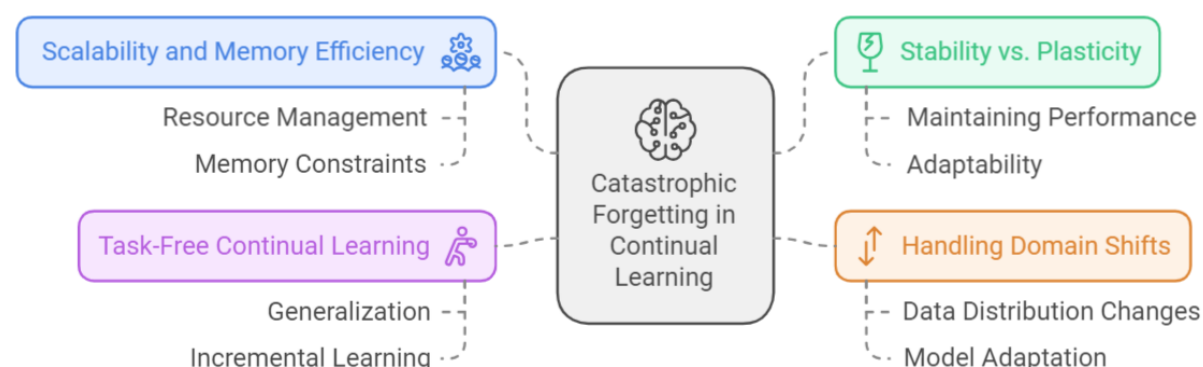 Scalability and Memory Efficiency
Resource Management
Memory Constraints
Task-Free Continual Learning
Generalization
Incremental Learning
Catastrophic
Forgetting in
Continual
Learning
Stability vs. Plasticity
Maintaining Performance
Adaptability
Handling Domain Shifts
Data Distribution Changes
Model Adaptation